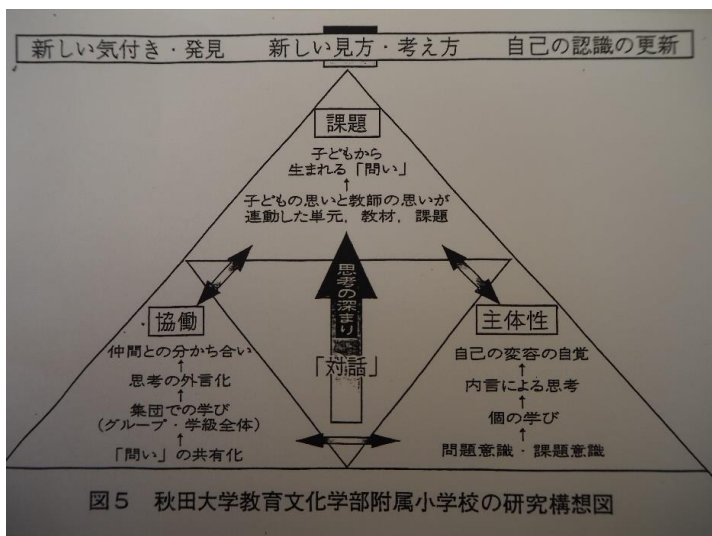 新しい気付き・発見　新しい見方・考え方　自己の認識の更新
課題
子どもから
生まれる「問い」
↑
子どもの思いと教師の思いが
連動した単元，教材，課題
思考の深まり
「対話」
協働
仲間との分かち合い
↑
思考の外言化
↑
集団での学び
(グループ・学級全体)
↑
「問い」の共有化
主体性
自己の変容の自覚
↑
内言による思考
↑
個の学び
↑
問題意識・課題意識
図５　秋田大学教育文化学部附属小学校の研究構想図